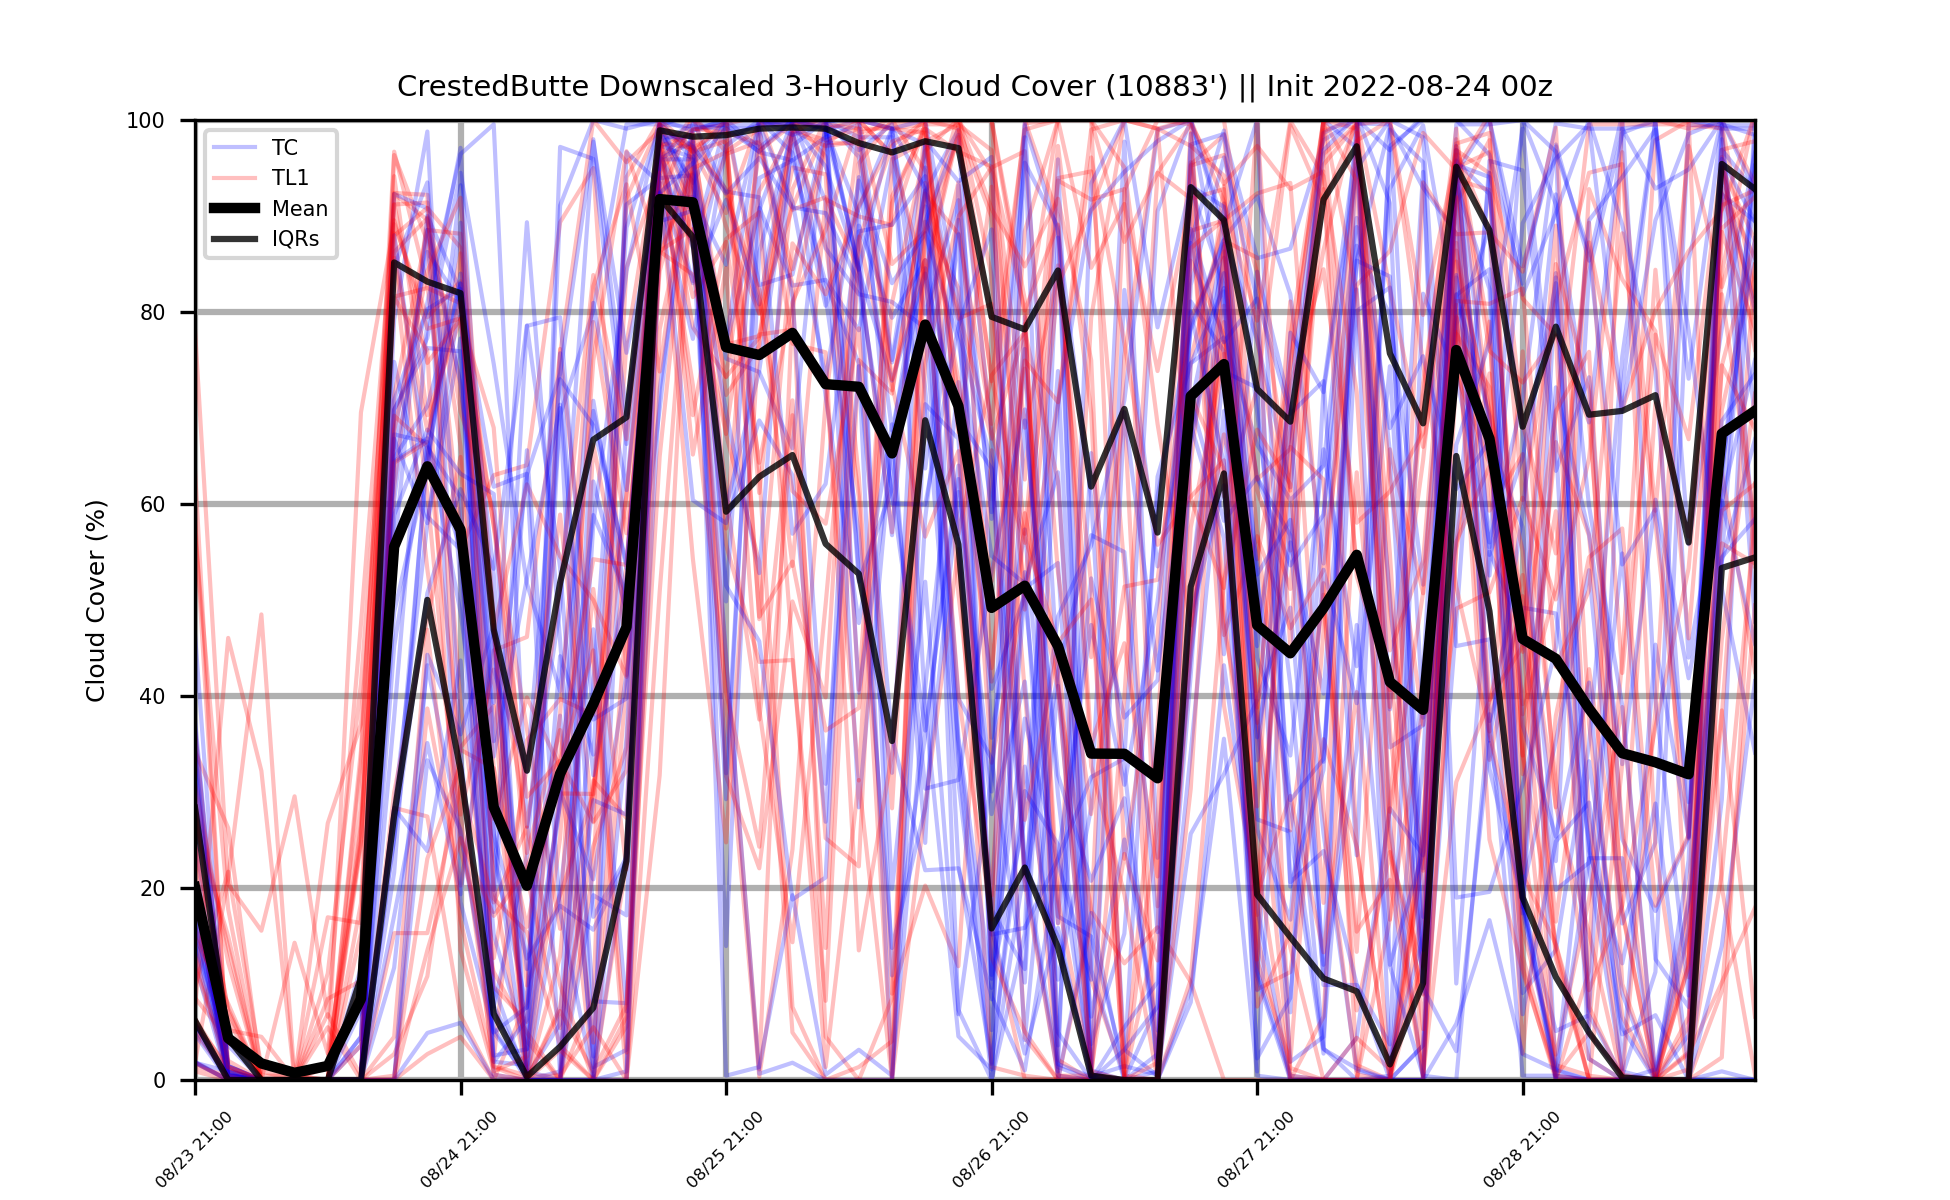 CrestedButte Downscaled 3-Hourly Cloud Cover (10883') || Init 2022-08-24 00z
TC
TL1
Mean
IQRs
Cloud Cover (%)
100
80
60
40
20
0
08/23 21:00
08/24 21:00
08/25 21:00
08/26 21:00
08/27 21:00
08/28 21:00